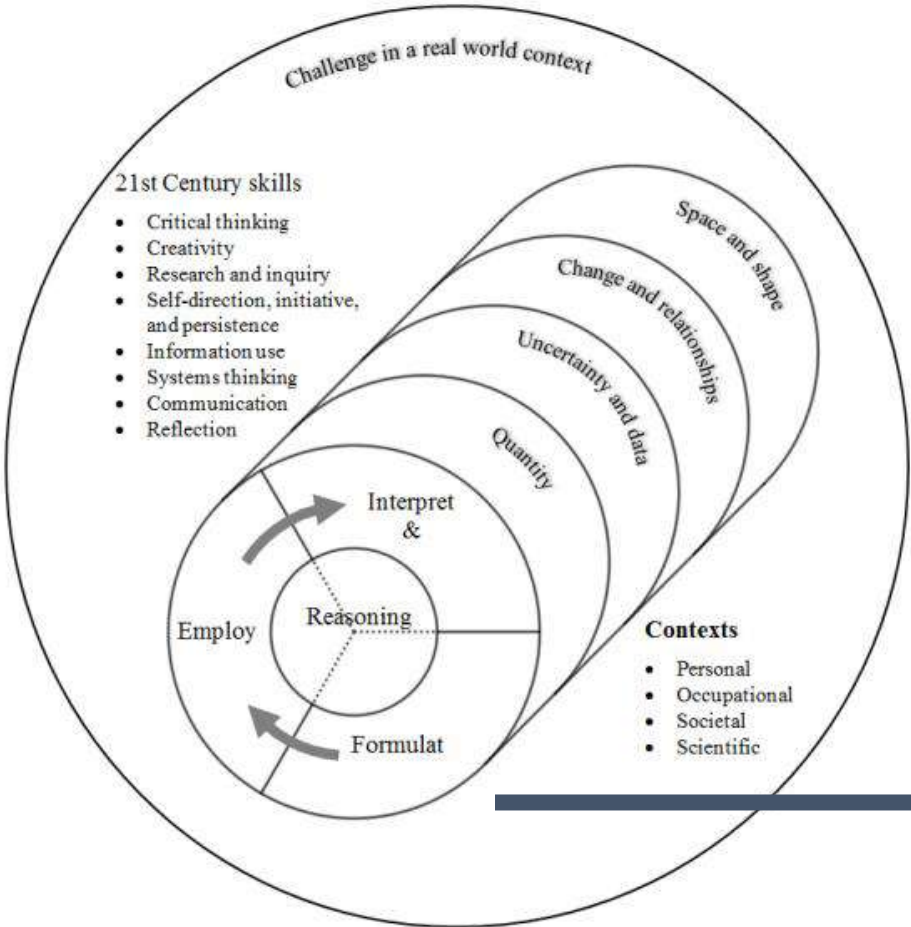 Challenge in a real world context
21st Century skills
• Critical thinking
• Creativity
• Research and inquiry
• Self-direction, initiative,
and persistence
• Information use
• Systems thinking
• Communication
• Reflection
Space and shape
Change and relationships
Uncertainty and data
Quantity
Interpret
&
Reasoning
Employ
Formulat
Contexts
• Personal
• Occupational
• Societal
• Scientific